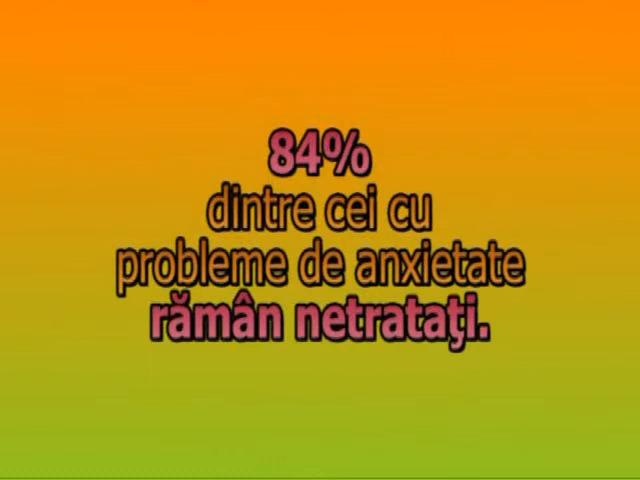 84%
dintre cei cu
probleme de anxietate
rămân netrataţi.